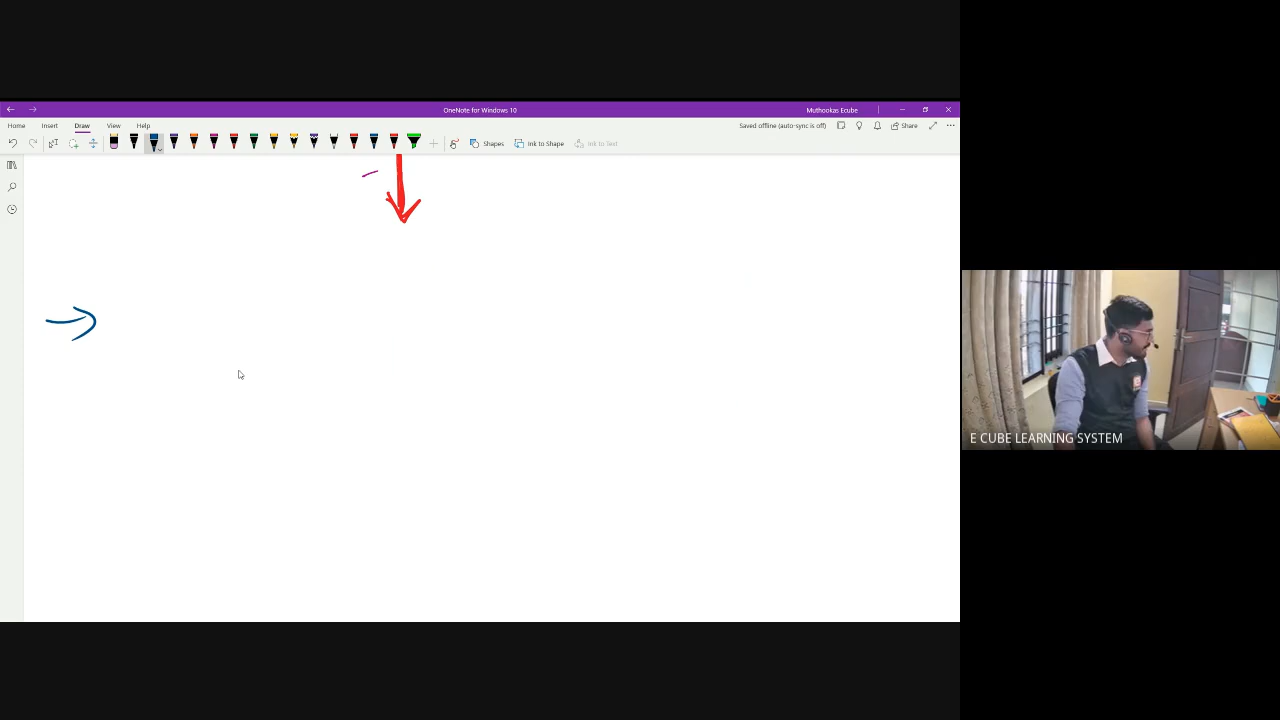 OneNote for Windows 10
Muthookas Ecube
Home Insert Draw View Help
Saved offline (auto-sync is off)
Share
Shapes
Ink to Shape
Ink to Text
E CUBE LEARNING SYSTEM